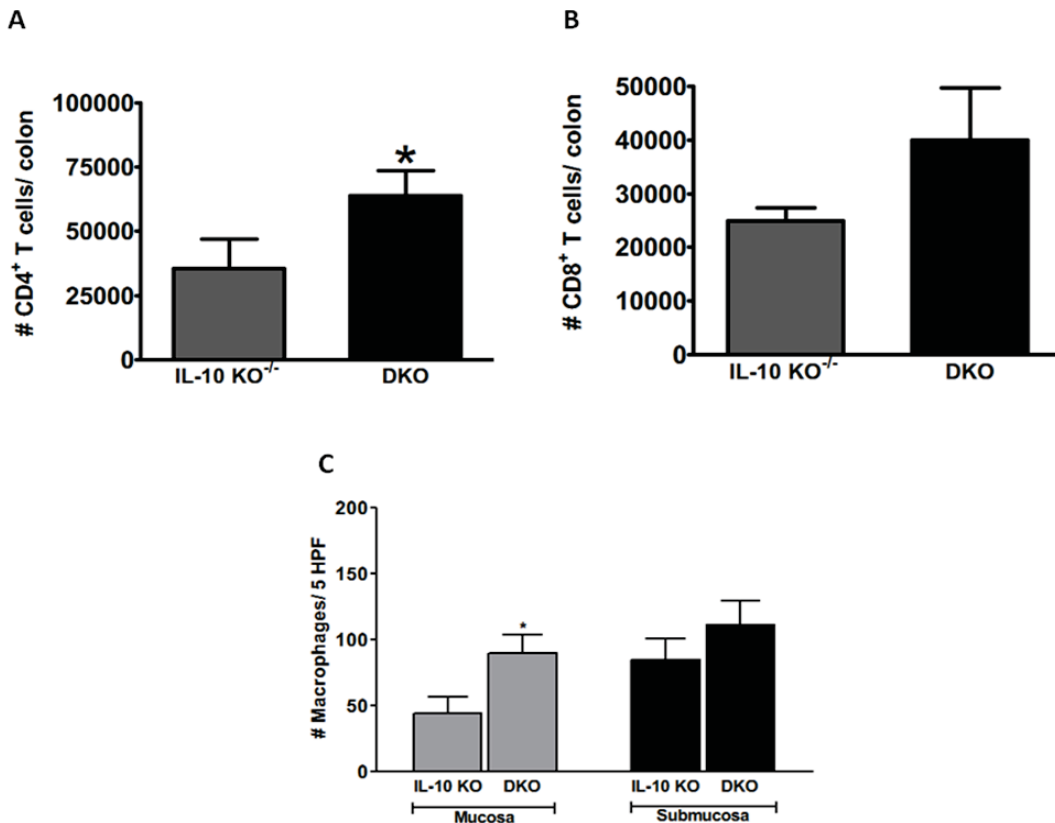 A
# CD4⁺ T cells/ colon
100000
75000
50000
25000
0
*
IL-10 KO⁻/⁻
DKO
B
# CD8⁺ T cells/ colon
50000
40000
30000
20000
10000
0
IL-10 KO⁻/⁻
DKO
C
# Macrophages/ 5 HPF
200
150
100
50
0
*
IL-10 KO DKO IL-10 KO DKO
Mucosa Submucosa